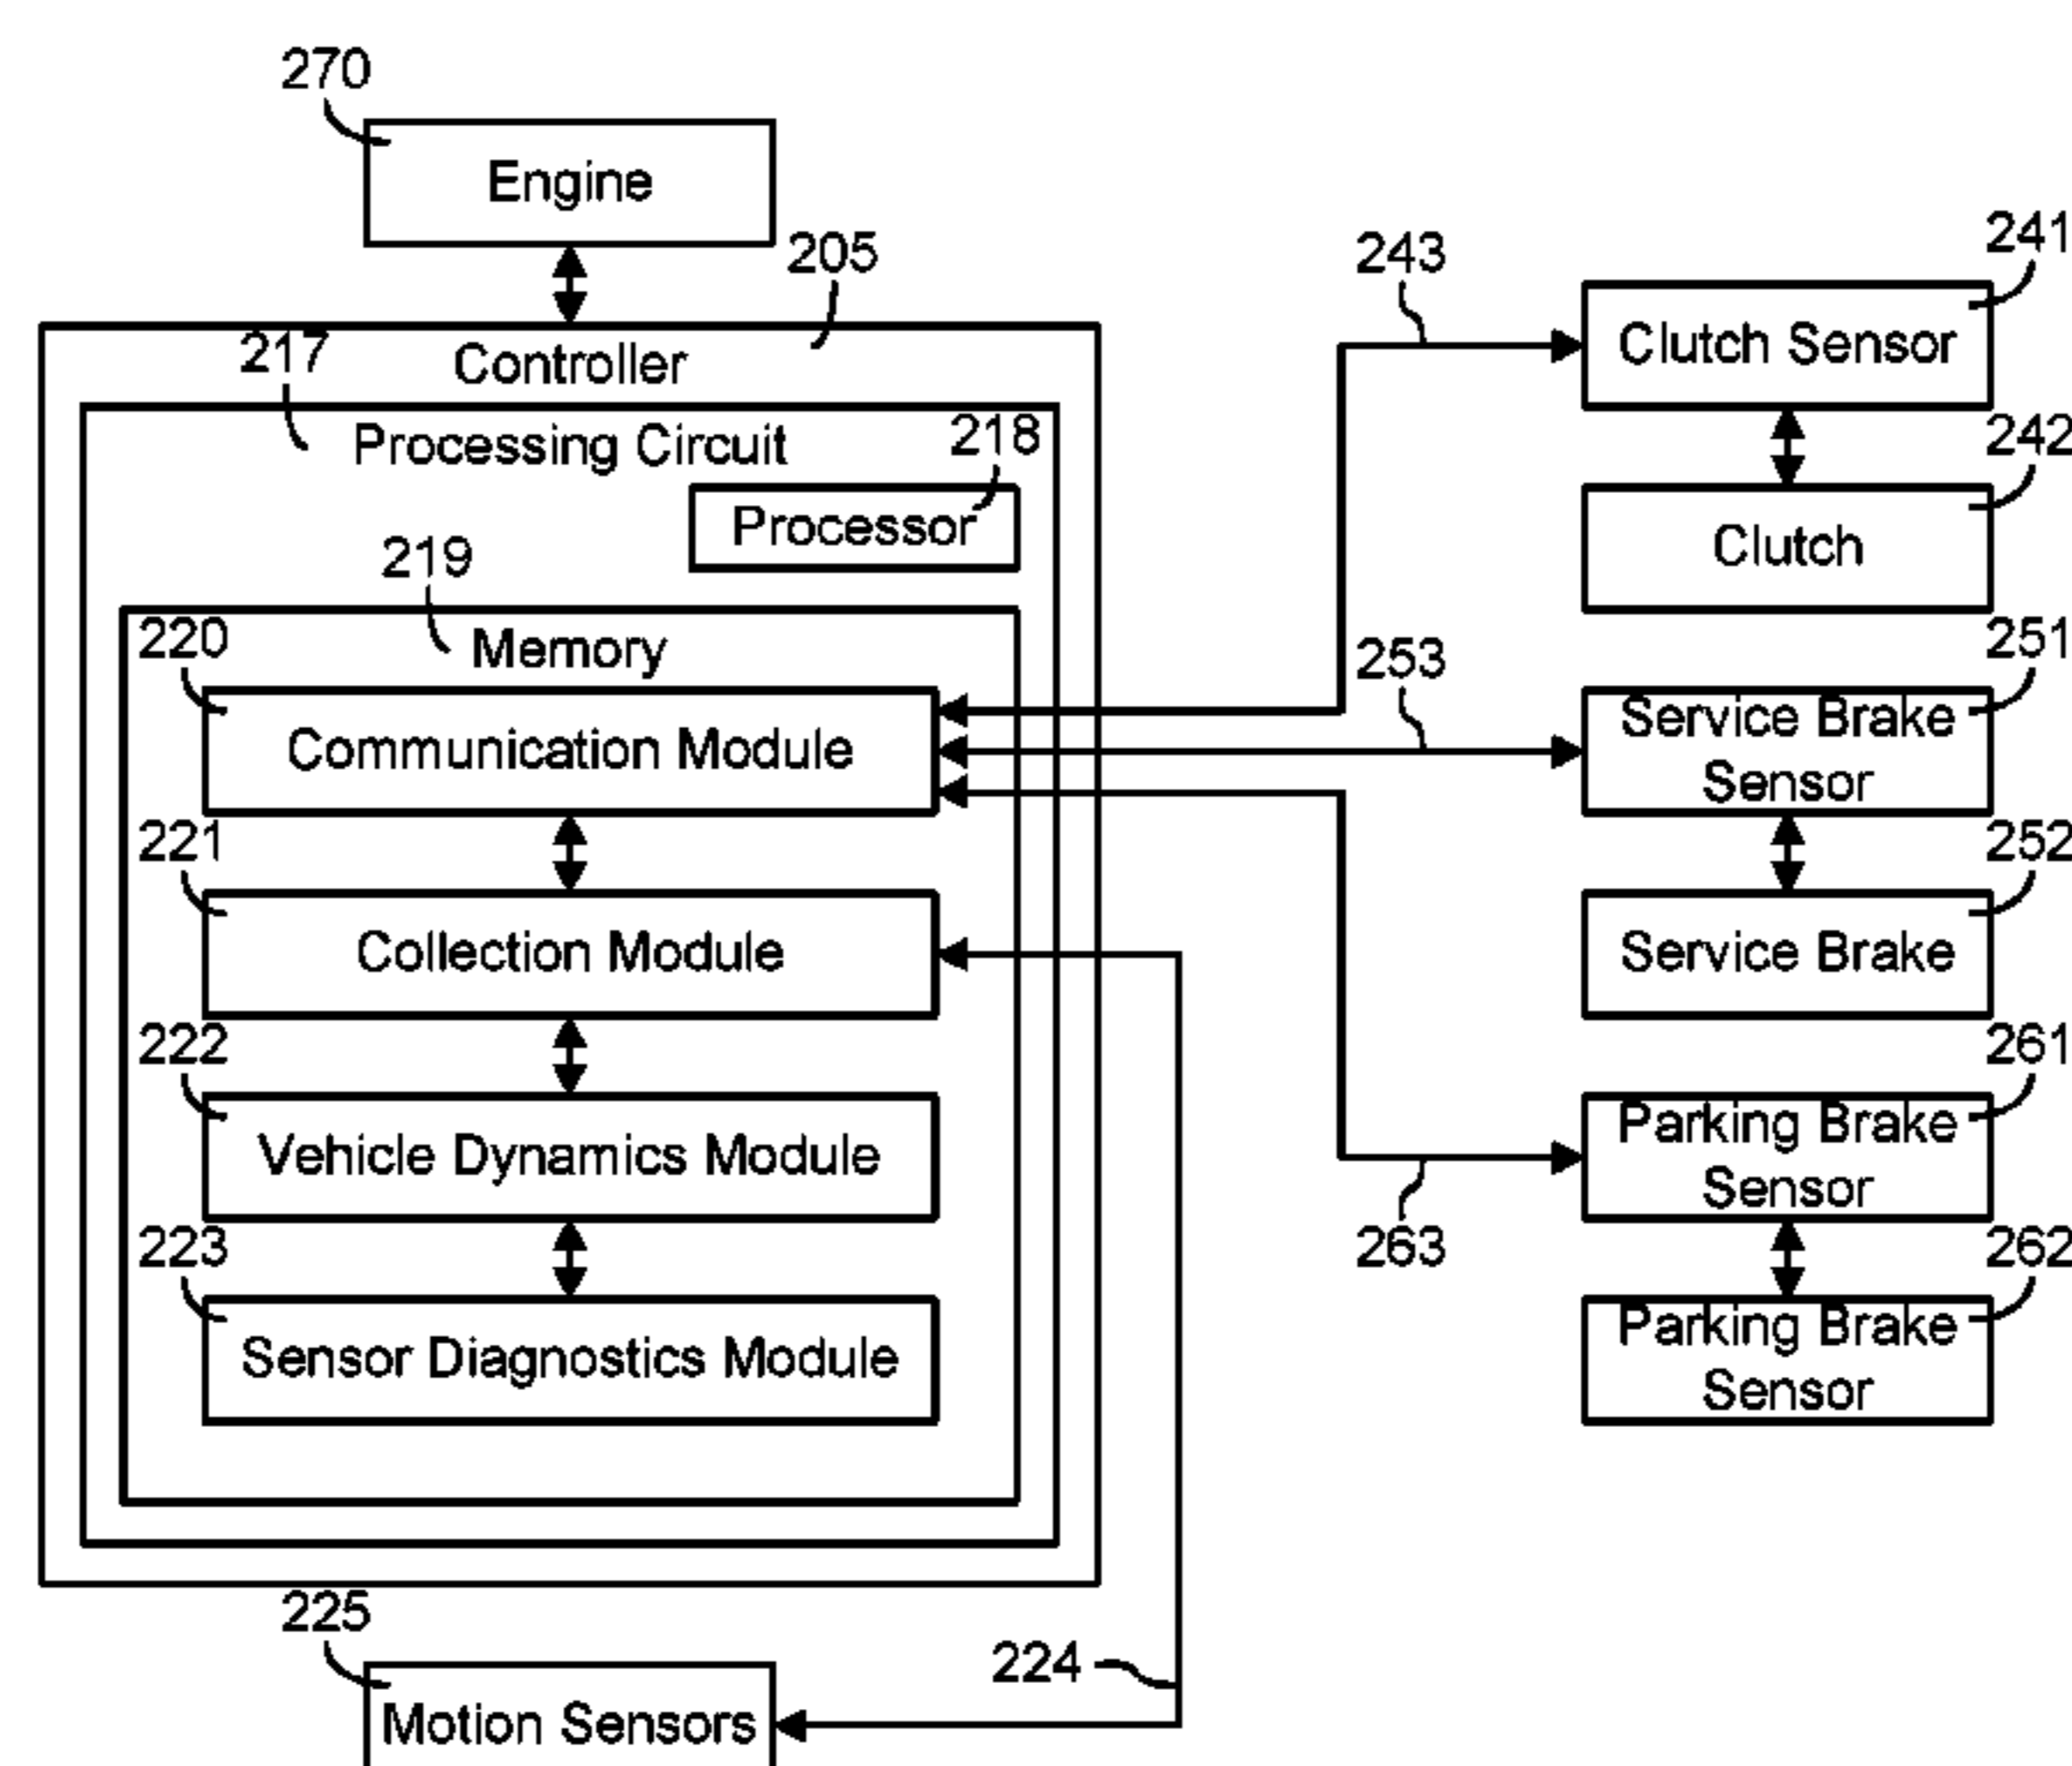 270
Engine
205
217
Controller
Processing Circuit
218
Processor
219
Memory
220
Communication Module
221
Collection Module
222
Vehicle Dynamics Module
223
Sensor Diagnostics Module
225
Motion Sensors
224
243
241
Clutch Sensor
242
Clutch
253
251
Service Brake
Sensor
252
Service Brake
263
261
Parking Brake
Sensor
262
Parking Brake
Sensor